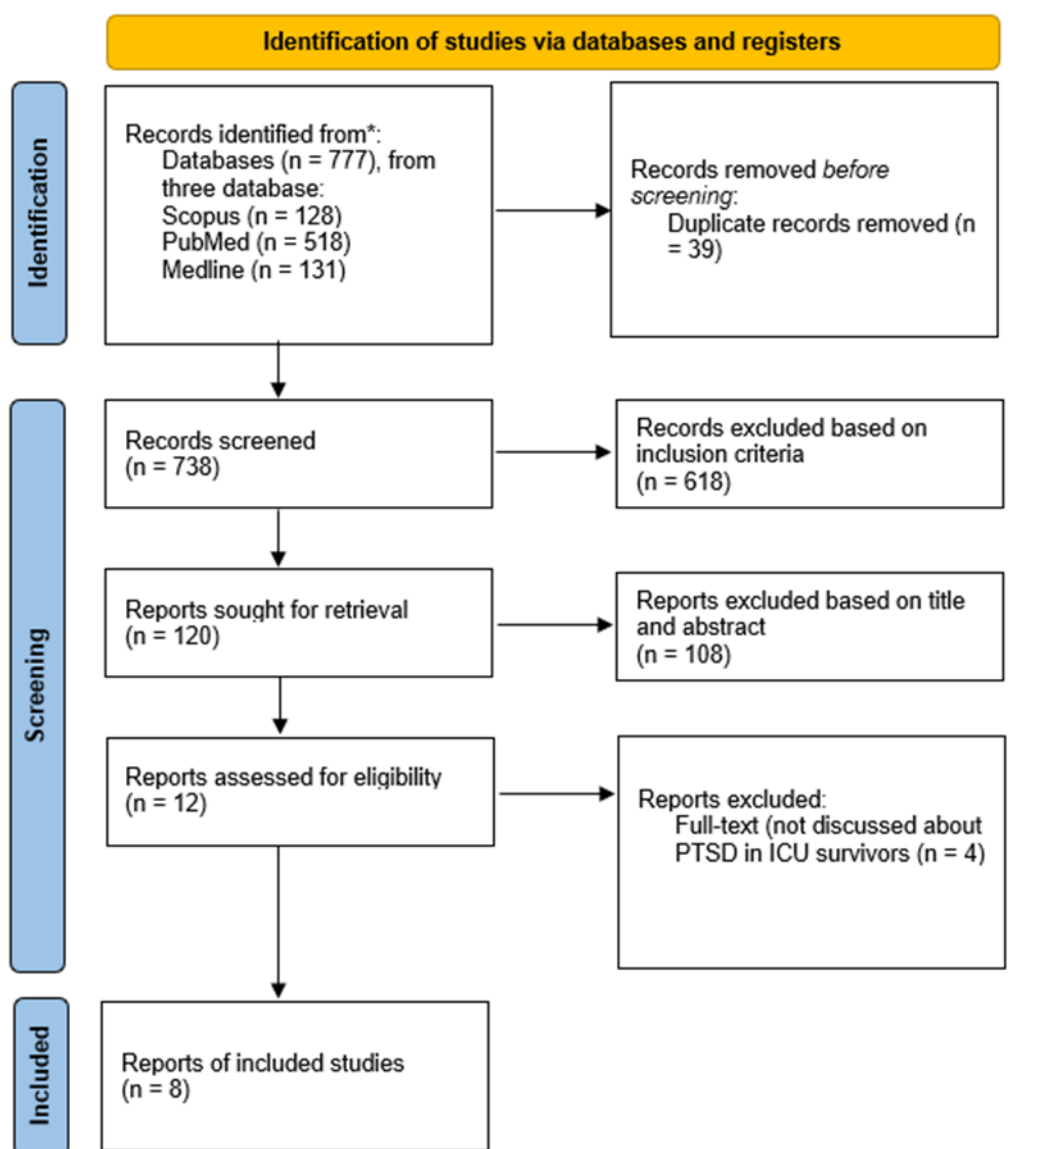 Identification of studies via databases and registers
Identification
Records identified from*:
Databases (n = 777), from
three database:
Scopus (n = 128)
PubMed (n = 518)
Medline (n = 131)
Records removed before
screening:
Duplicate records removed (n
= 39)
Screening
Records screened
(n = 738)
Records excluded based on
inclusion criteria
(n = 618)
Reports sought for retrieval
(n = 120)
Reports excluded based on title
and abstract
(n = 108)
Reports assessed for eligibility
(n = 12)
Reports excluded:
Full-text (not discussed about
PTSD in ICU survivors (n = 4)
Included
Reports of included studies
(n = 8)